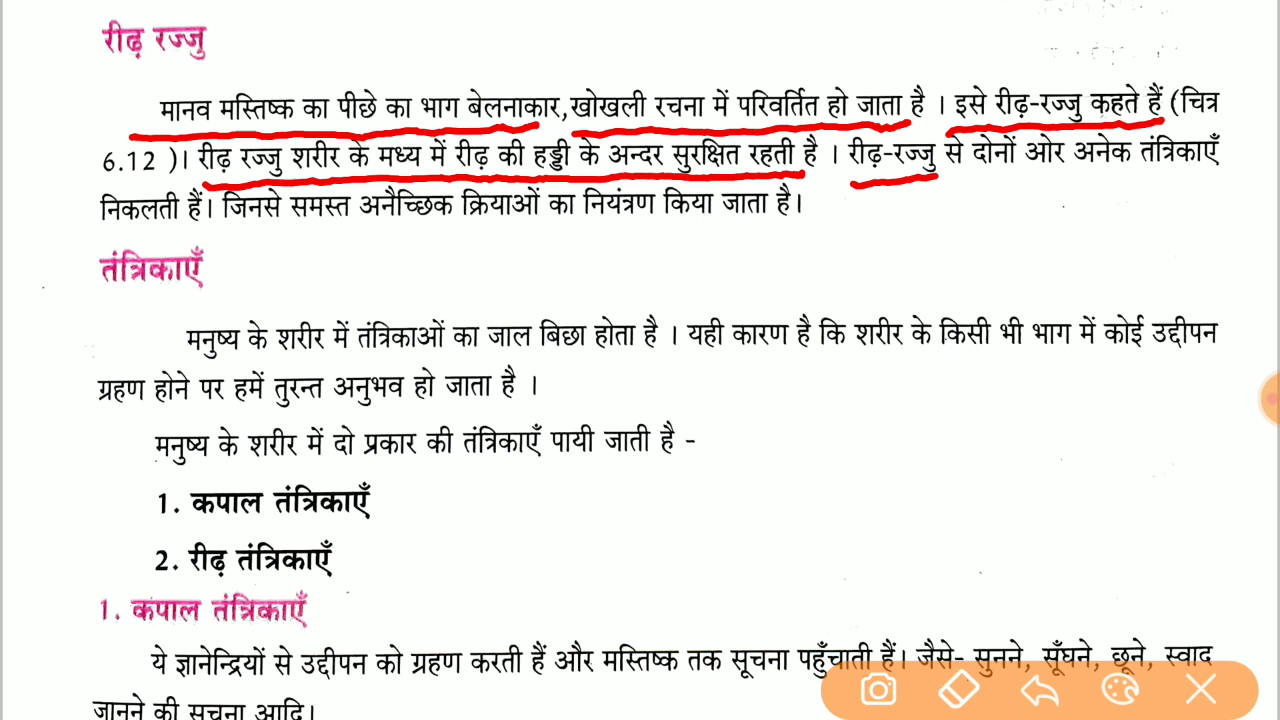 रीढ़ रज्जु
मानव मस्तिष्क का पीछे का भाग बेलनाकार,खोखली रचना में परिवर्तित हो जाता है । इसे रीढ़-रज्जु कहते हैं (चित्र
6.12 )। रीढ़ रज्जु शरीर के मध्य में रीढ़ की हड्डी के अन्दर सुरक्षित रहती है । रीढ़-रज्जु से दोनों ओर अनेक तंत्रिकाएँ
निकलती हैं। जिनसे समस्त अनैच्छिक क्रियाओं का नियंत्रण किया जाता है।
तंत्रिकाएँ
मनुष्य के शरीर में तंत्रिकाओं का जाल बिछा होता है । यही कारण है कि शरीर के किसी भी भाग में कोई उद्दीपन
ग्रहण होने पर हमें तुरन्त अनुभव हो जाता है ।
मनुष्य के शरीर में दो प्रकार की तंत्रिकाएँ पायी जाती है -
1. कपाल तंत्रिकाएँ
2. रीढ़ तंत्रिकाएँ
1. कपाल तंत्रिकाएँ
ये ज्ञानेन्द्रियों से उद्दीपन को ग्रहण करती हैं और मस्तिष्क तक सूचना पहुँचाती हैं। जैसे- सुनने, सूँघने, छूने, स्वाद
जानने की सूचना आदि।